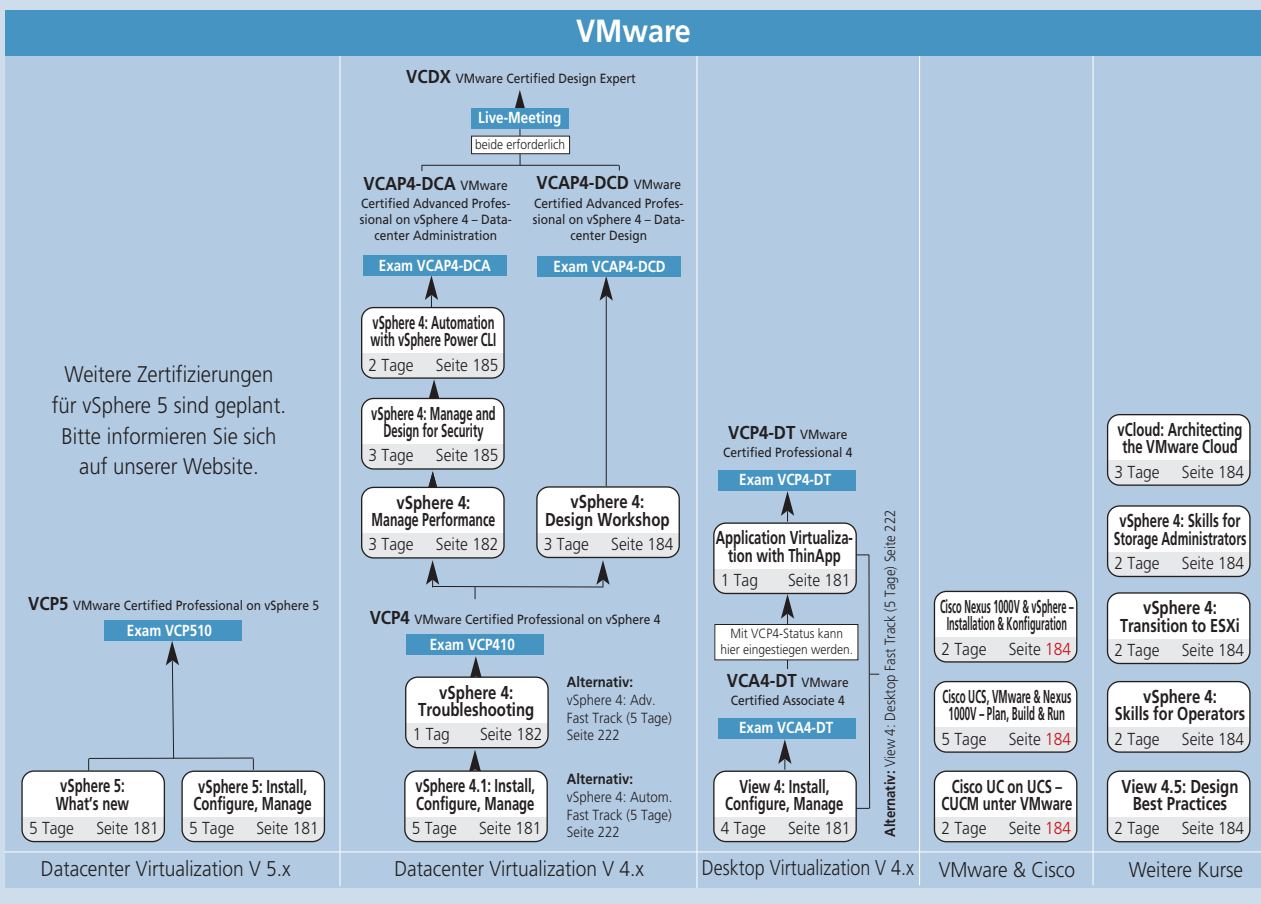 VMware
Weitere Zertifizierungen
für vSphere 5 sind geplant.
Bitte informieren Sie sich
auf unserer Website.
VCP5 VMware Certified Professional on vSphere 5
Exam VCP510
vSphere 5:
What's new
5 Tage Seite 181
vSphere 5: Install,
Configure, Manage
5 Tage Seite 181
Datacenter Virtualization V 5.x
VCDX VMware Certified Design Expert
Live-Meeting
beide erforderlich
VCAP4-DCA VMware
Certified Advanced Profes-
sional on vSphere 4 – Data-
center Administration
Exam VCAP4-DCA
VCAP4-DCD VMware
Certified Advanced Profes-
sional on vSphere 4 – Data-
center Design
Exam VCAP4-DCD
vSphere 4: Automation
with vSphere Power CLI
2 Tage Seite 185
vSphere 4: Manage and
Design for Security
3 Tage Seite 185
vSphere 4:
Manage Performance
3 Tage Seite 182
vSphere 4:
Design Workshop
3 Tage Seite 184
VCP4 VMware Certified Professional on vSphere 4
Exam VCP410
vSphere 4:
Troubleshooting
1 Tag Seite 182
Alternativ:
vSphere 4: Adv.
Fast Track (5 Tage)
Seite 222
vSphere 4.1: Install,
Configure, Manage
5 Tage Seite 181
Alternativ:
vSphere 4: Autom.
Fast Track (5 Tage)
Seite 222
Datacenter Virtualization V 4.x
VCP4-DT VMware
Certified Professional 4
Exam VCP4-DT
Application Virtualiza-
tion with ThinApp
1 Tag Seite 181
Mit VCP4-Status kann
hier eingestiegen werden.
VCA4-DT VMware
Certified Associate 4
Exam VCA4-DT
View 4: Install,
Configure, Manage
4 Tage Seite 181
Alternativ: View 4: Desktop Fast Track (5 Tage) Seite 222
Desktop Virtualization V 4.x
Cisco Nexus 1000V & vSphere –
Installation & Konfiguration
2 Tage Seite 184
Cisco UCS, VMware & Nexus
1000V – Plan, Build & Run
5 Tage Seite 184
Cisco UC on UCS –
CUCM unter VMware
2 Tage Seite 184
VMware & Cisco
vCloud: Architecting
the VMware Cloud
3 Tage Seite 184
vSphere 4: Skills for
Storage Administrators
2 Tage Seite 184
vSphere 4:
Transition to ESXi
2 Tage Seite 184
vSphere 4:
Skills for Operators
2 Tage Seite 184
View 4.5: Design
Best Practices
2 Tage Seite 184
Weitere Kurse